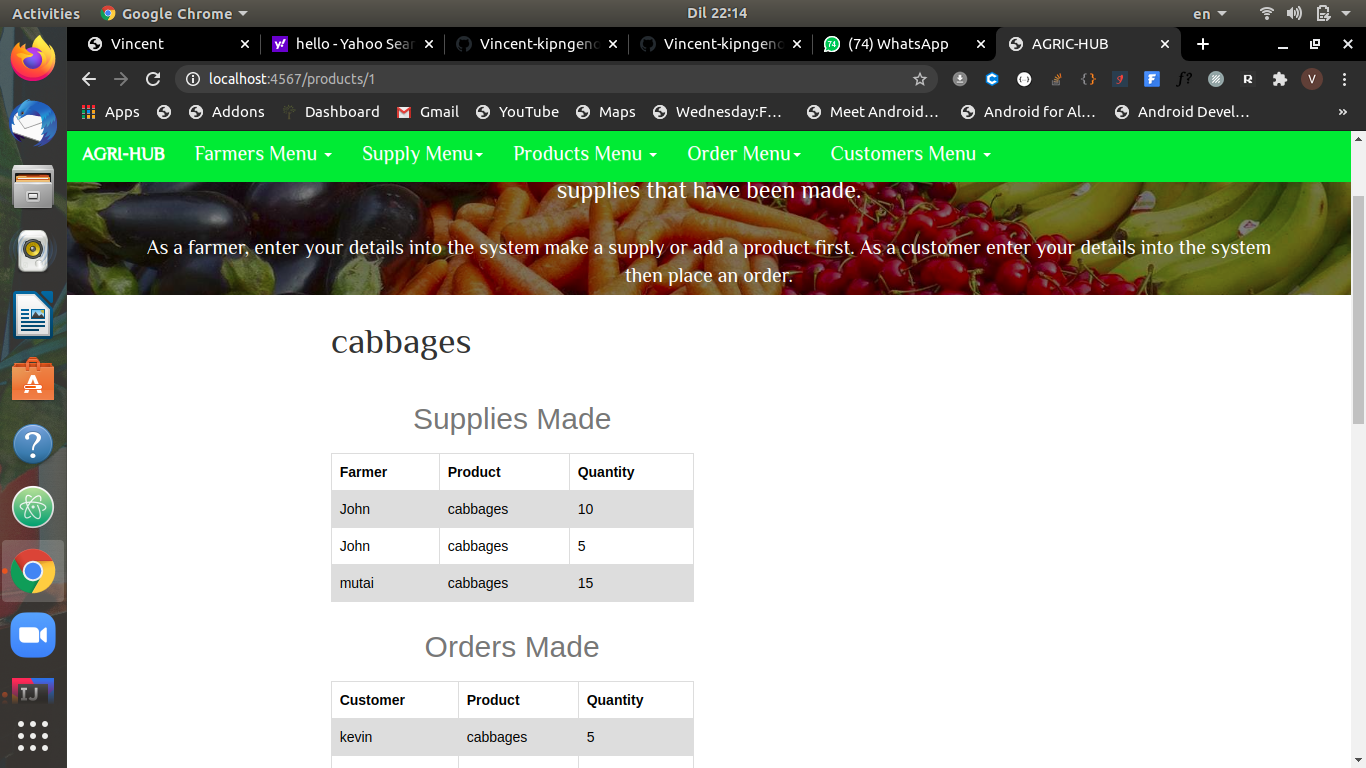 Activities Google Chrome Dil 22:14 en
Vincent hello - Yahoo Sear Vincent-kipngeno Vincent-kipngeno (74) WhatsApp AGRIC-HUB
localhost:4567/products/1
Apps Addons Dashboard Gmail YouTube Maps Wednesday:F… Meet Android… Android for Al… Android Devel… »
AGRI-HUB Farmers Menu Supply Menu Products Menu Order Menu Customers Menu
supplies that have been made.
As a farmer, enter your details into the system make a supply or add a product first. As a customer enter your details into the system
then place an order.
cabbages
Supplies Made
Farmer Product Quantity
John cabbages 10
John cabbages 5
mutai cabbages 15
Orders Made
Customer Product Quantity
kevin cabbages 5